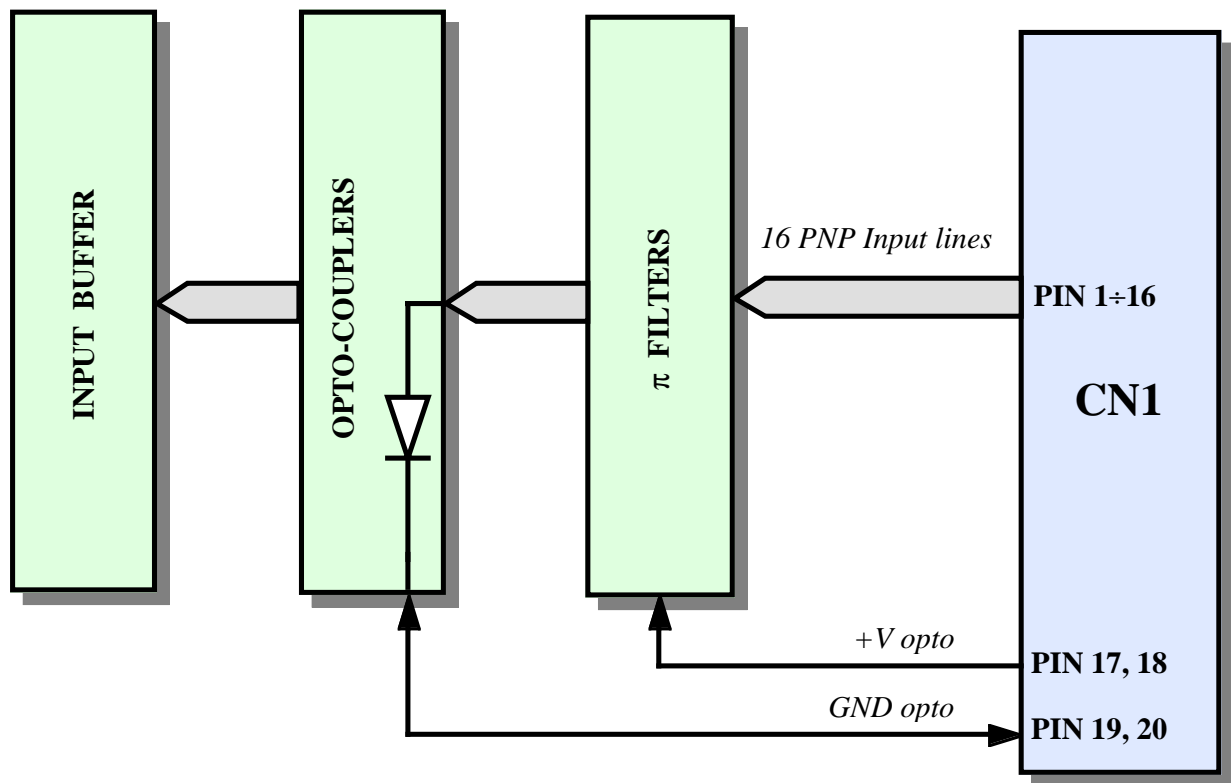 INPUT BUFFER
OPTO-COUPLERS
π FILTERS
16 PNP Input lines
PIN 1÷16
CN1
+V opto
PIN 17, 18
GND opto
PIN 19, 20